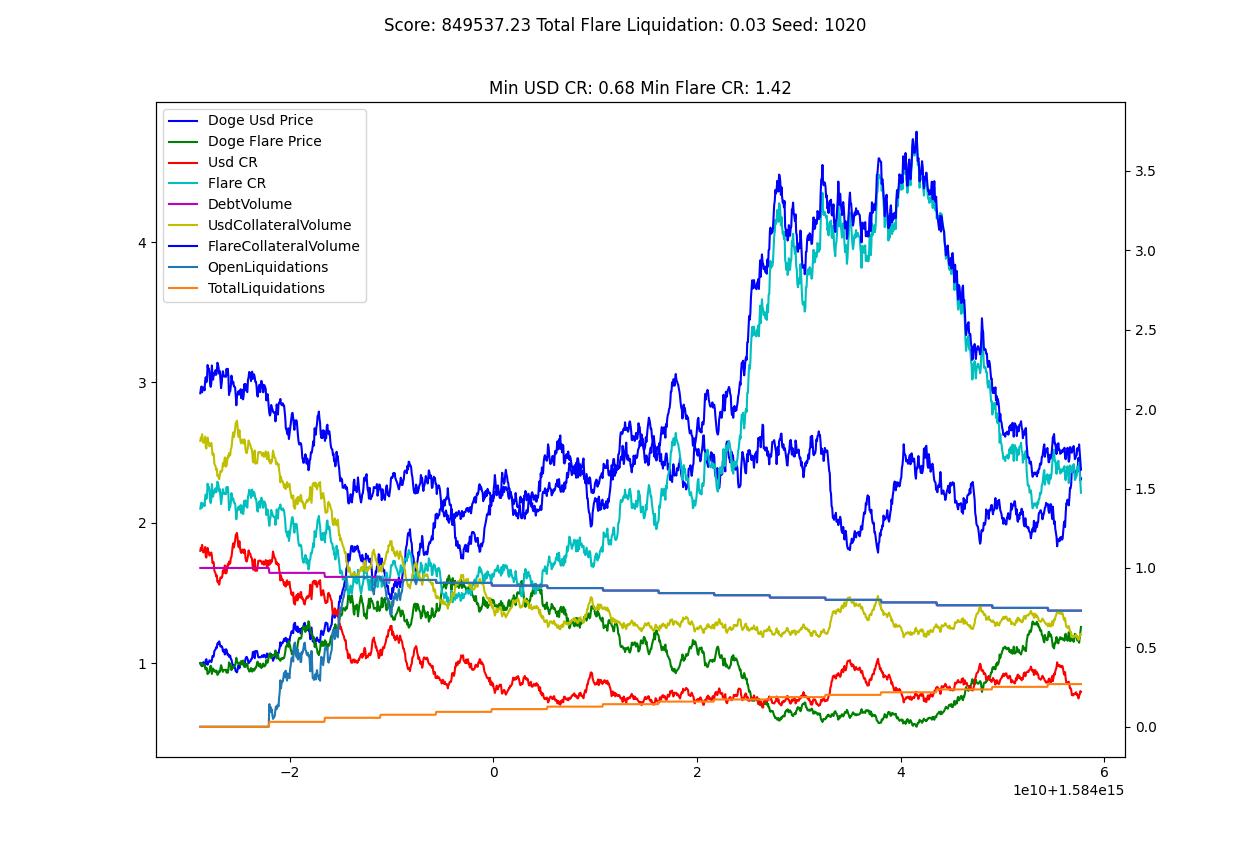 Score: 849537.23 Total Flare Liquidation: 0.03 Seed: 1020
Min USD CR: 0.68 Min Flare CR: 1.42
Doge Usd Price
Doge Flare Price
Usd CR
Flare CR
DebtVolume
UsdCollateralVolume
FlareCollateralVolume
OpenLiquidations
TotalLiquidations
4
3
2
1
3.5
3.0
2.5
2.0
1.5
1.0
0.5
0.0
−2
0
2
4
6
1e10+1.584e15